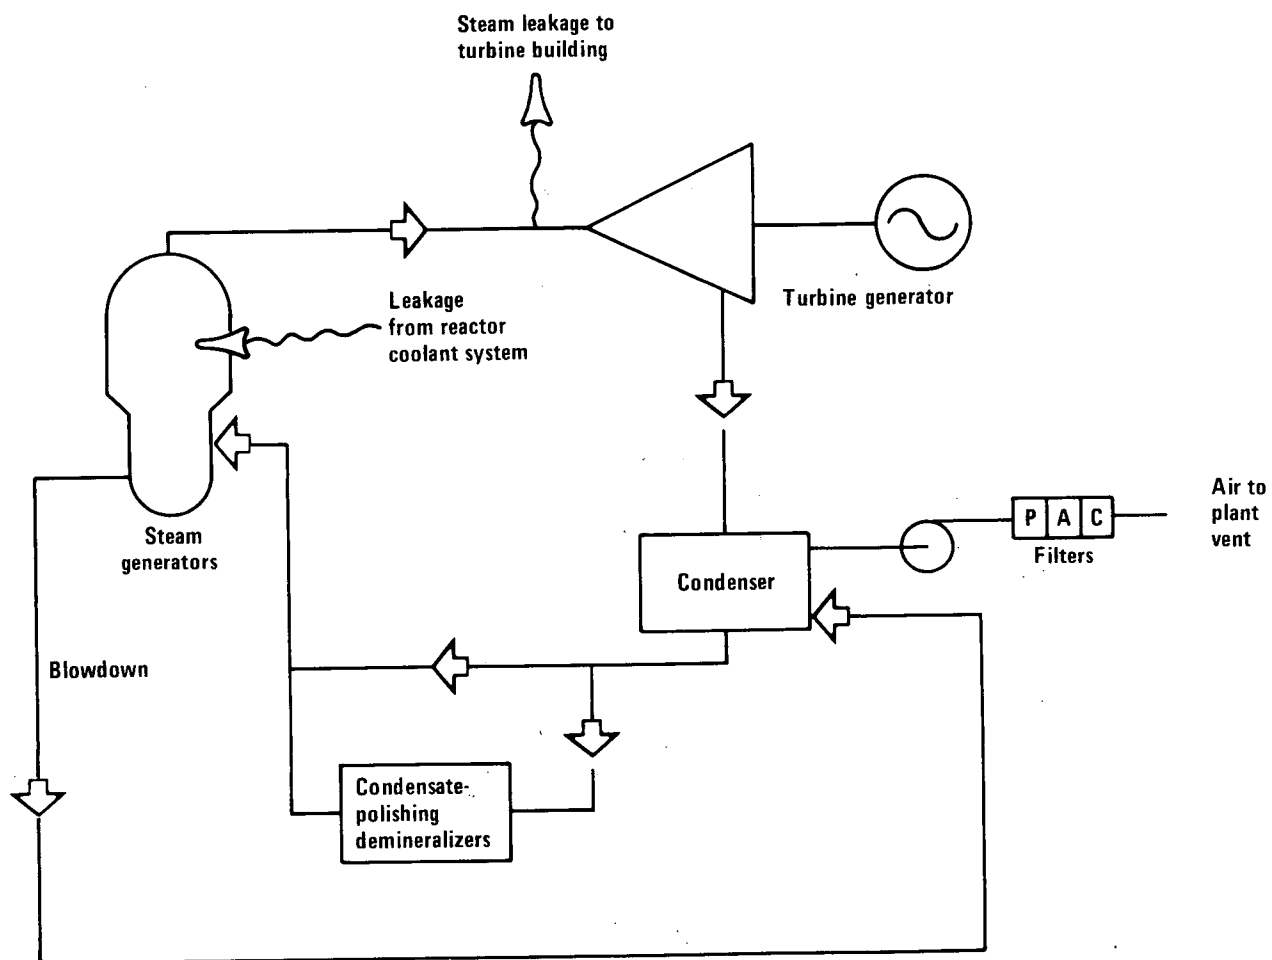 Steam leakage to
turbine building
Turbine generator
Leakage
from reactor
coolant system
Steam
generators
Air to
plant
vent
P A C
Filters
Condenser
Blowdown
Condensate-
polishing
demineralizers